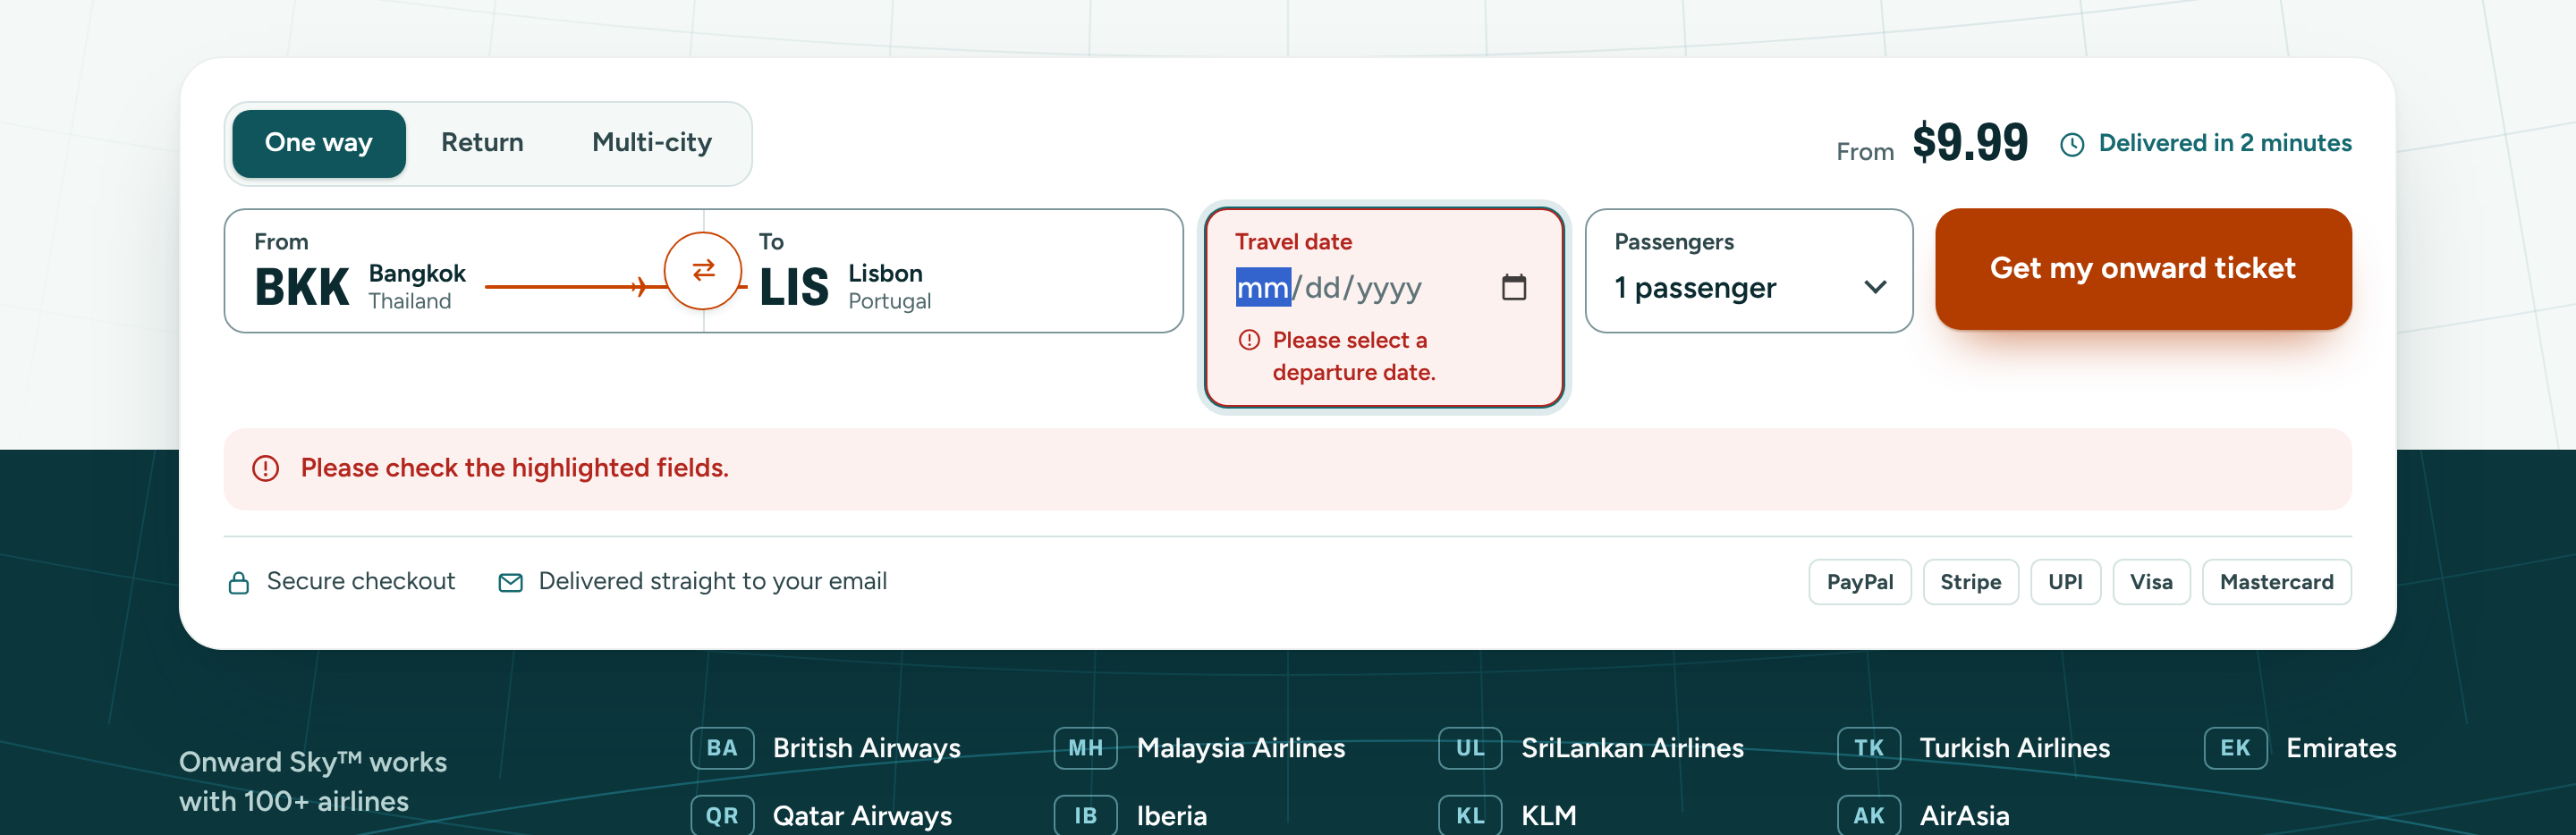 One way
Return
Multi-city
From $9.99
Delivered in 2 minutes
From
BKK
Bangkok
Thailand
To
LIS
Lisbon
Portugal
Travel date
mm/dd/yyyy
Please select a
departure date.
Passengers
1 passenger
Get my onward ticket
Please check the highlighted fields.
Secure checkout
Delivered straight to your email
PayPal
Stripe
UPI
Visa
Mastercard
Onward Sky™ works
with 100+ airlines
BA British Airways
MH Malaysia Airlines
UL SriLankan Airlines
TK Turkish Airlines
EK Emirates
QR Qatar Airways
IB Iberia
KL KLM
AK AirAsia